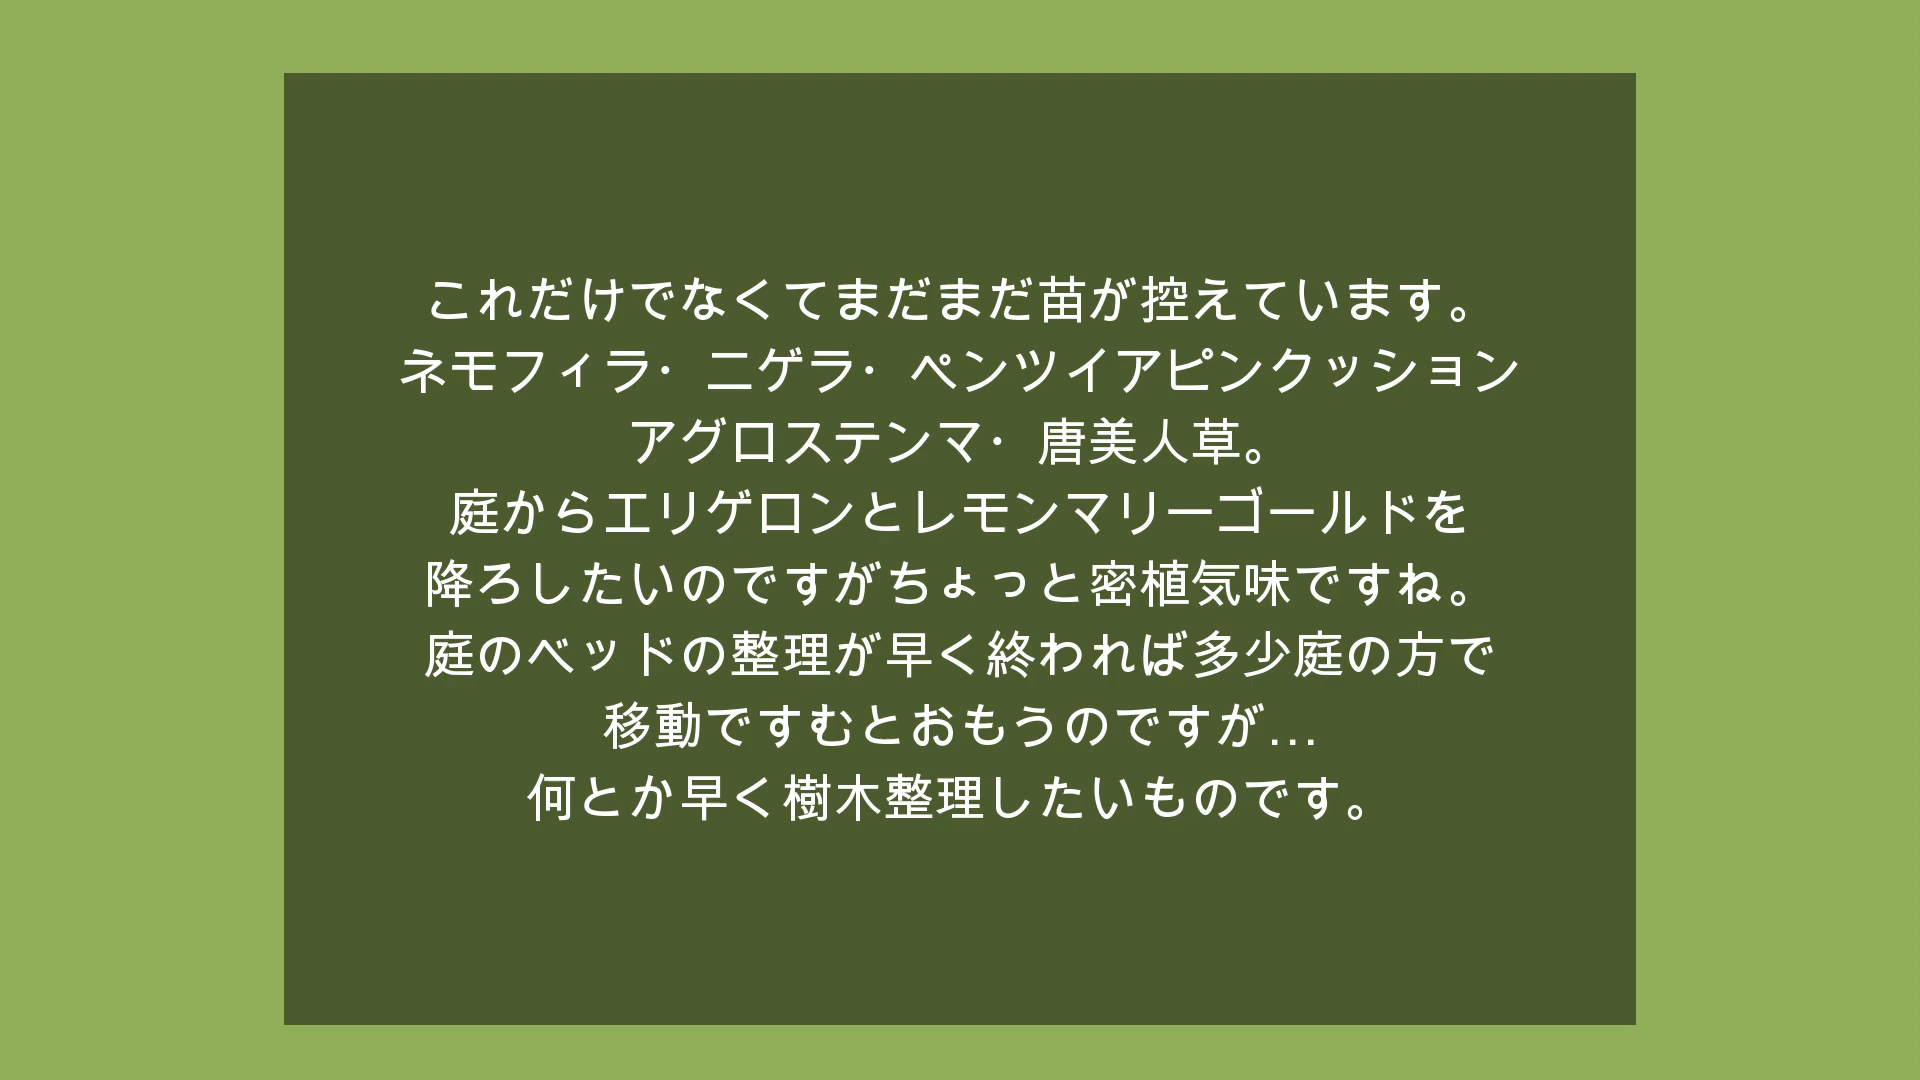 これだけでなくてまだまだ苗が控えています。
ネモフィラ・ニゲラ・ペンツイアピンクッション
アグロステンマ・唐美人草。
庭からエリゲロンとレモンマリーゴールドを
降ろしたいのですがちょっと密植気味ですね。
庭のベッドの整理が早く終われば多少庭の方で
移動ですむとおもうのですが…
何とか早く樹木整理したいものです。